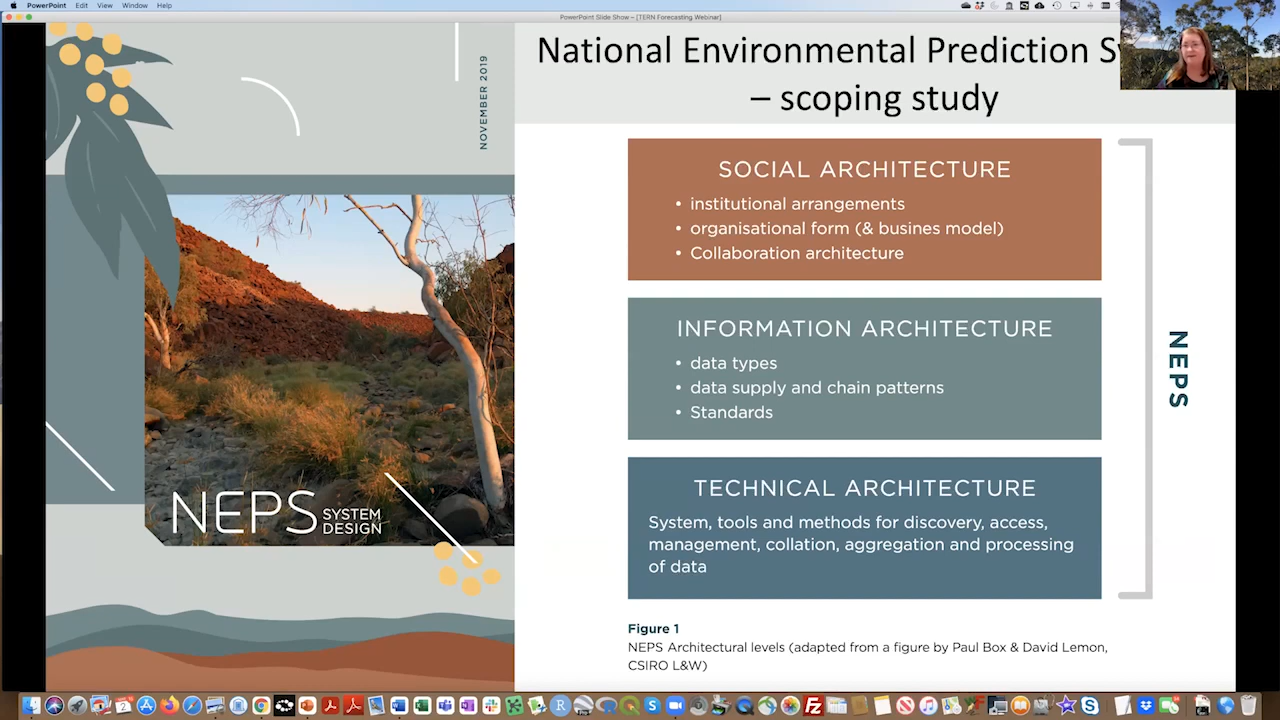 PowerPoint Edit View Window Help
PowerPoint Slide Show – [TERN Forecasting Webinar]
NOVEMBER 2019
NEPS SYSTEM
DESIGN
National Environmental Prediction
– scoping study
SOCIAL ARCHITECTURE
• institutional arrangements
• organisational form (& busines model)
• Collaboration architecture
INFORMATION ARCHITECTURE
• data types
• data supply and chain patterns
• Standards
TECHNICAL ARCHITECTURE
System, tools and methods for discovery, access,
management, collation, aggregation and processing
of data
NEPS
Figure 1
NEPS Architectural levels (adapted from a figure by Paul Box & David Lemon,
CSIRO L&W)